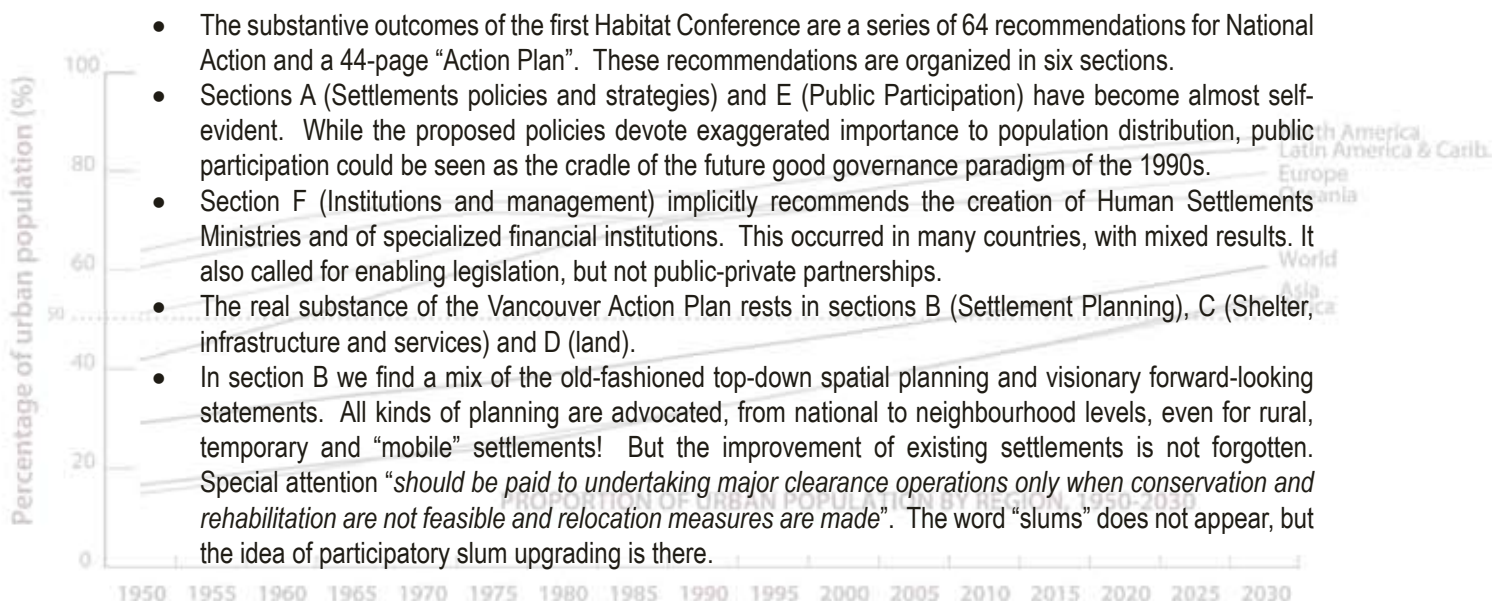 • The substantive outcomes of the first Habitat Conference are a series of 64 recommendations for National
Action and a 44-page “Action Plan”. These recommendations are organized in six sections.
• Sections A (Settlements policies and strategies) and E (Public Participation) have become almost self-
evident. While the proposed policies devote exaggerated importance to population distribution, public
participation could be seen as the cradle of the future good governance paradigm of the 1990s.
• Section F (Institutions and management) implicitly recommends the creation of Human Settlements
Ministries and of specialized financial institutions. This occurred in many countries, with mixed results. It
also called for enabling legislation, but not public-private partnerships.
• The real substance of the Vancouver Action Plan rests in sections B (Settlement Planning), C (Shelter,
infrastructure and services) and D (land).
• In section B we find a mix of the old-fashioned top-down spatial planning and visionary forward-looking
statements. All kinds of planning are advocated, from national to neighbourhood levels, even for rural,
temporary and “mobile” settlements! But the improvement of existing settlements is not forgotten.
Special attention “should be paid to undertaking major clearance operations only when conservation and
rehabilitation are not feasible and relocation measures are made”. The word “slums” does not appear, but
the idea of participatory slum upgrading is there.
Percentage of urban population (%)
100
80
60
50
40
20
0
America
Latin America & Carib.
Europe
World
Asia
PROPORTION OF URBAN POPULATION BY REGION, 1950-2030
1950 1955 1960 1965 1970 1975 1980 1985 1990 1995 2000 2005 2010 2015 2020 2025 2030